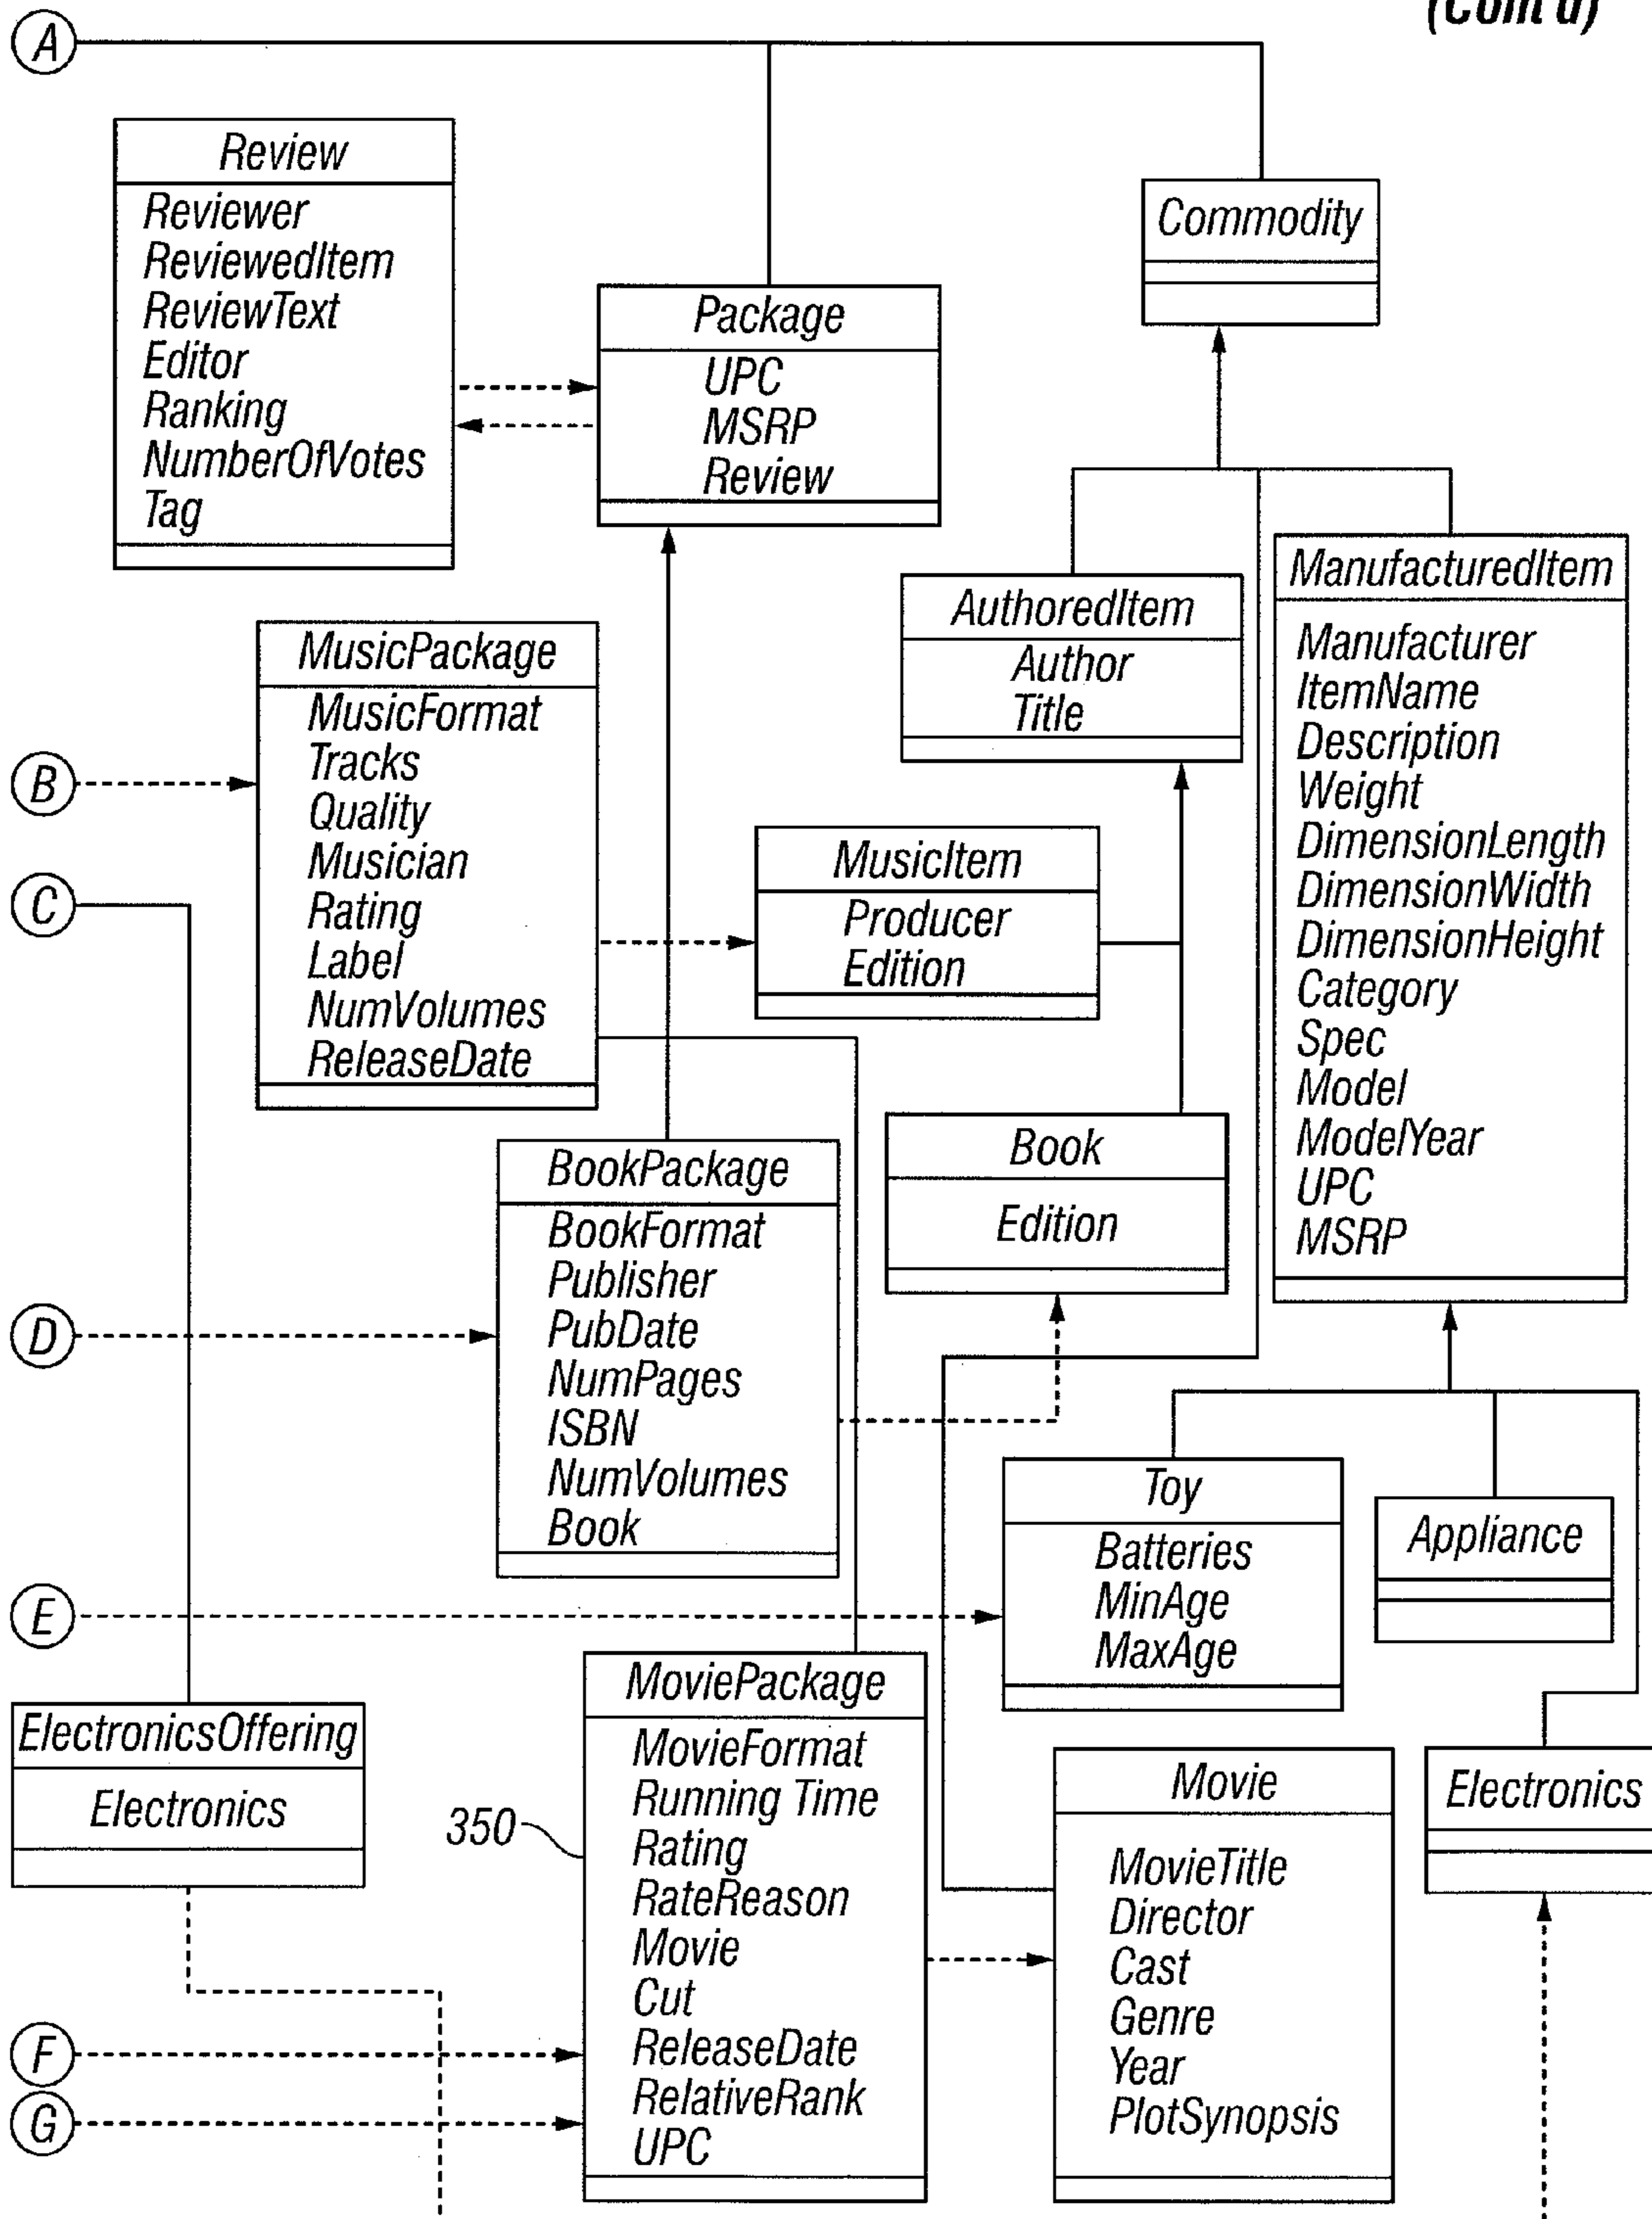 (Cont'd)
A
Review
Reviewer
ReviewedItem
ReviewText
Editor
Ranking
NumberOfVotes
Tag
Package
UPC
MSRP
Review
Commodity
AuthoredItem
Author
Title
ManufacturedItem
Manufacturer
ItemName
Description
Weight
DimensionLength
DimensionWidth
DimensionHeight
Category
Spec
Model
ModelYear
UPC
MSRP
MusicPackage
MusicFormat
Tracks
Quality
Musician
Rating
Label
NumVolumes
ReleaseDate
B
C
MusicItem
Producer
Edition
Book
Edition
BookPackage
BookFormat
Publisher
PubDate
NumPages
ISBN
NumVolumes
Book
D
Toy
Batteries
MinAge
MaxAge
Appliance
E
ElectronicsOffering
Electronics
350
MoviePackage
MovieFormat
Running Time
Rating
RateReason
Movie
Cut
ReleaseDate
RelativeRank
UPC
Movie
MovieTitle
Director
Cast
Genre
Year
PlotSynopsis
Electronics
F
G